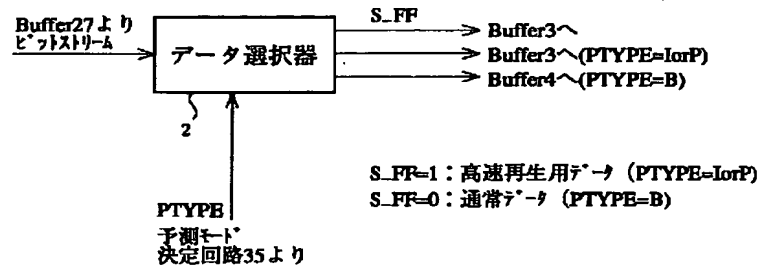 S_FF
Buffer27より
ビットストリーム
データ選択器
Buffer3へ
Buffer3へ(PTYPE=IorP)
Buffer4へ(PTYPE=B)
2
S_FF=1：高速再生用データ（PTYPE=IorP）
S_FF=0：通常データ（PTYPE=B）
PTYPE
予測モード
決定回路35より